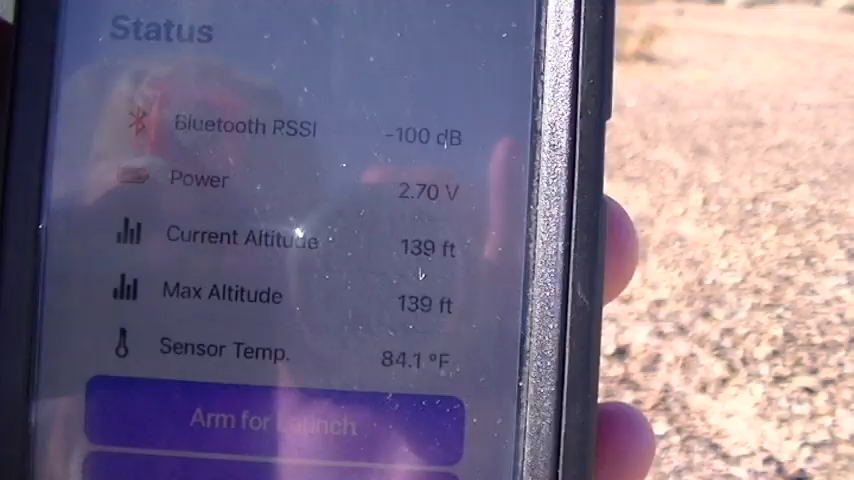 Status
Bluetooth RSSI -100 dB
Power 2.70 V
Current Altitude 139 ft
Max Altitude 139 ft
Sensor Temp. 84.1 °F
Arm for Launch